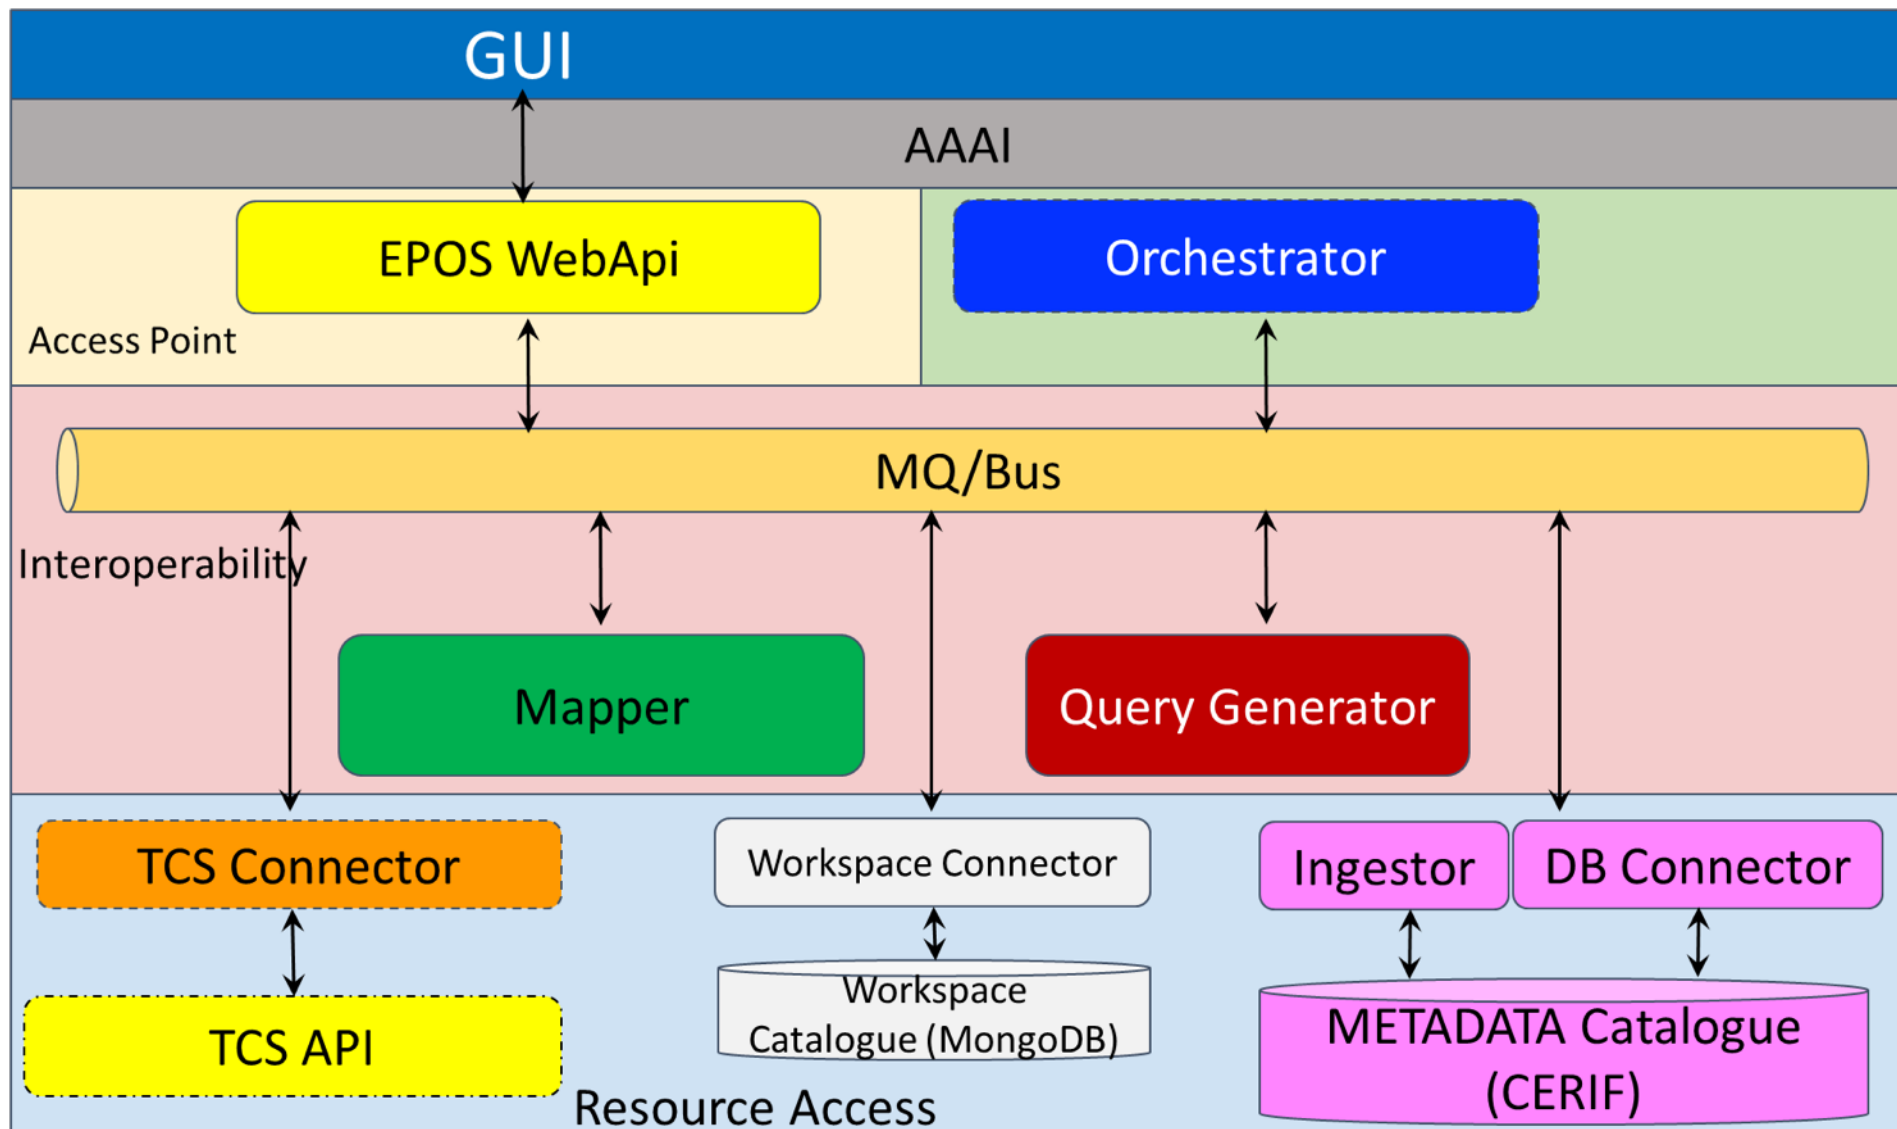 GUI
AAAI
EPOS WebApi
Orchestrator
Access Point
MQ/Bus
Interoperability
Mapper
Query Generator
TCS Connector
Workspace Connector
Ingestor
DB Connector
TCS API
Workspace
Catalogue (MongoDB)
METADATA Catalogue
(CERIF)
Resource Access